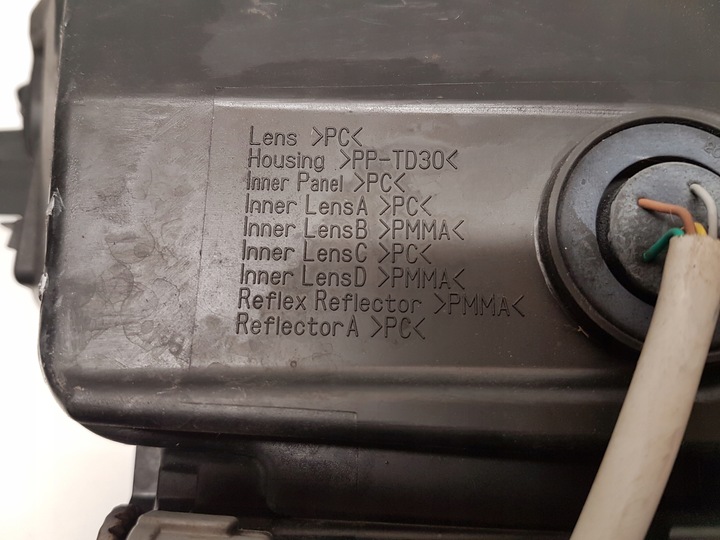 Lens >PC<
Housing >PP-TD30<
Inner Panel >PC<
Inner LensA >PC<
Inner LensB >PMMA<
Inner LensC >PC<
Inner LensD >PMMA<
Reflex Reflector >PMMA<
ReflectorA >PC<